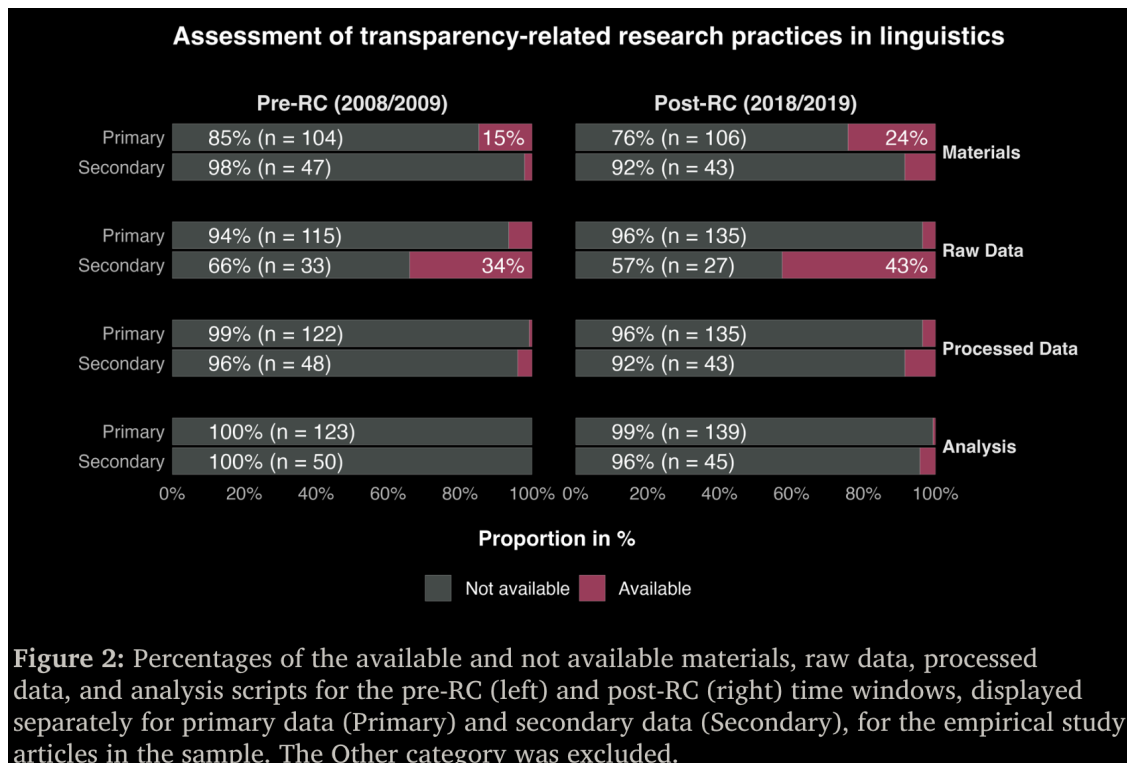 Assessment of transparency-related research practices in linguistics
Pre-RC (2008/2009) Post-RC (2018/2019)
Primary 85% (n = 104) 15% 76% (n = 106) 24%
Materials
Secondary 98% (n = 47) 92% (n = 43)
Primary 94% (n = 115) 96% (n = 135)
Raw Data
Secondary 66% (n = 33) 34% 57% (n = 27) 43%
Primary 99% (n = 122) 96% (n = 135)
Processed Data
Secondary 96% (n = 48) 92% (n = 43)
Primary 100% (n = 123) 99% (n = 139)
Analysis
Secondary 100% (n = 50) 96% (n = 45)
0% 20% 40% 60% 80% 100% 0% 20% 40% 60% 80% 100%
Proportion in %
Not available Available
Figure 2: Percentages of the available and not available materials, raw data, processed
data, and analysis scripts for the pre-RC (left) and post-RC (right) time windows, displayed
separately for primary data (Primary) and secondary data (Secondary), for the empirical study
articles in the sample. The Other category was excluded.